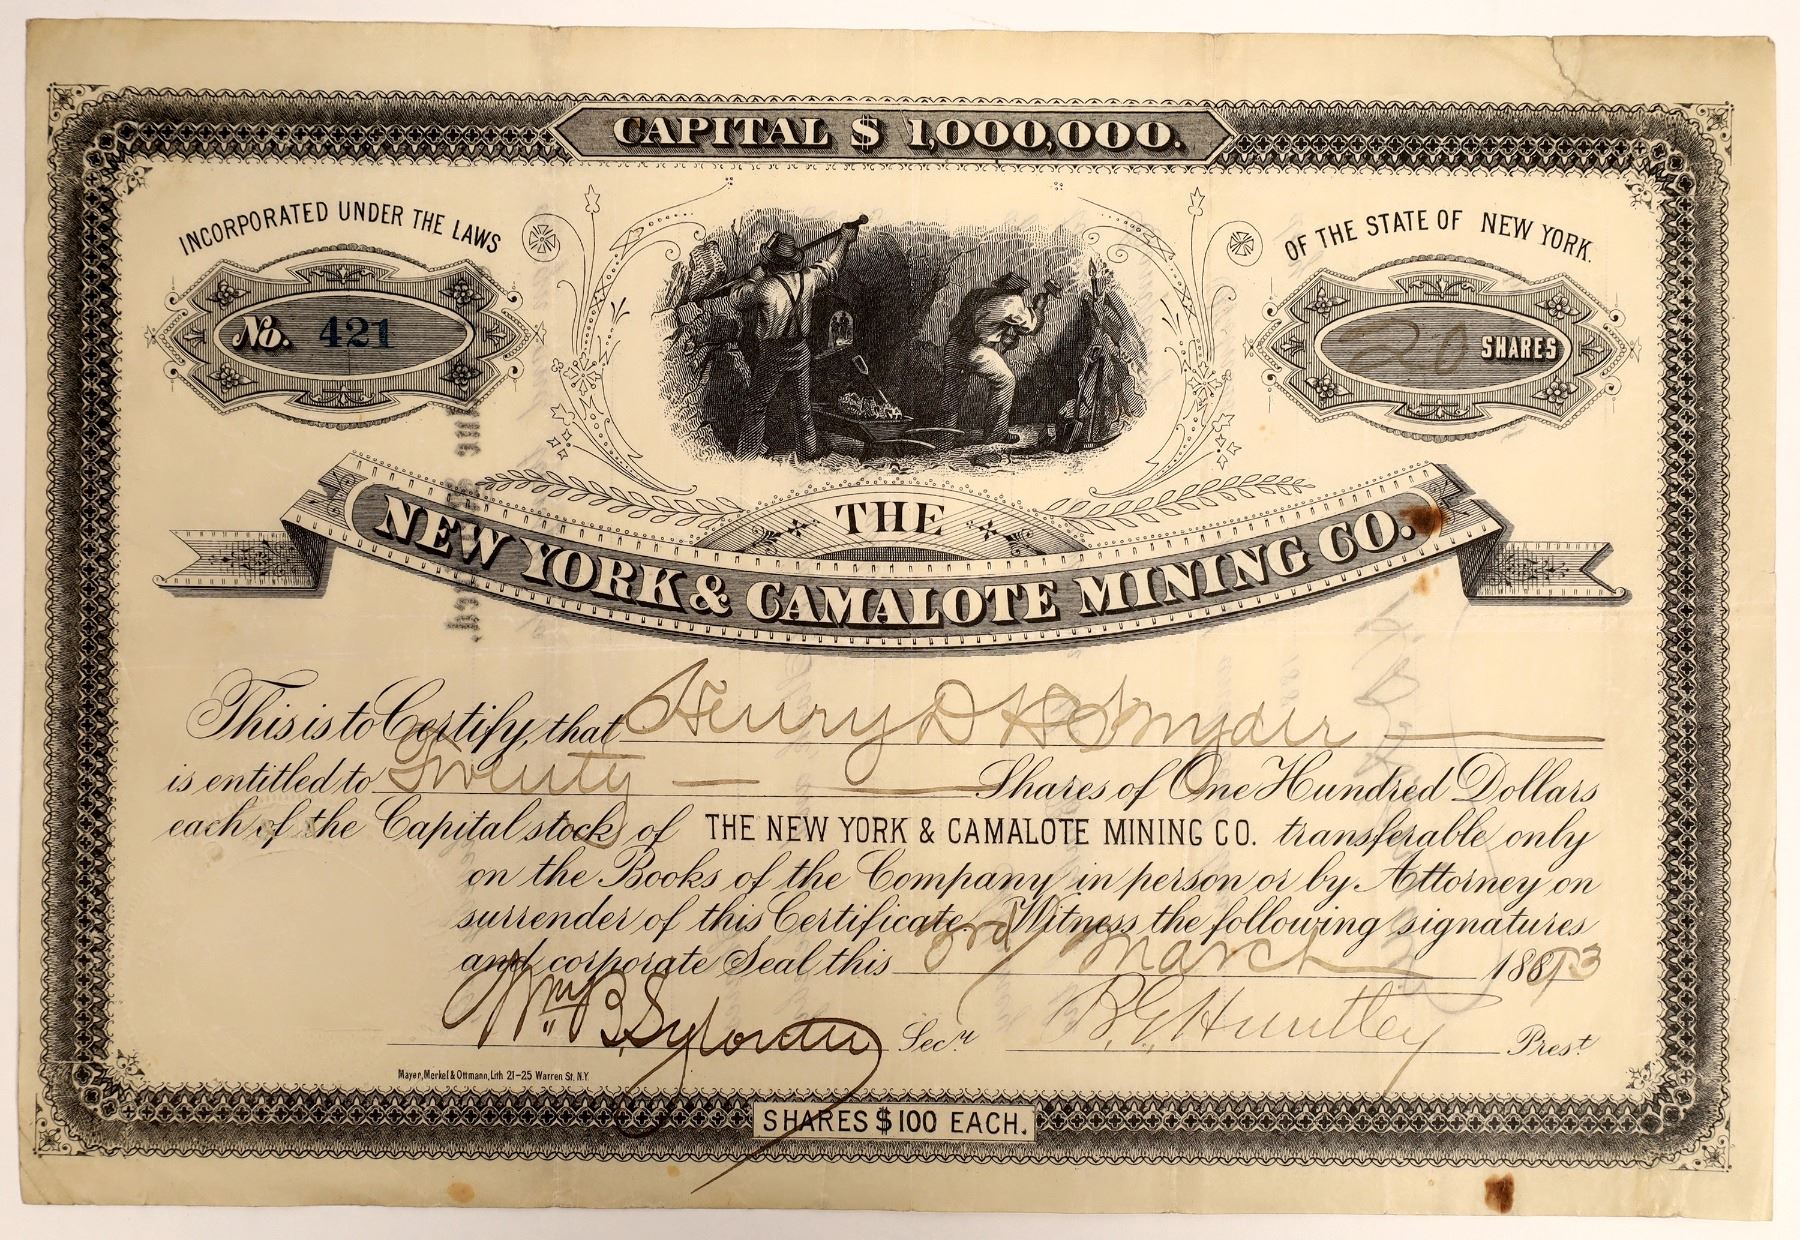 CAPITAL $ 1,000,000.
INCORPORATED UNDER THE LAWS
OF THE STATE OF NEW YORK.
No. 421
20 SHARES
THE
NEW YORK & CAMALOTE MINING CO.
This is to Certify, that Henry D H Snyder
is entitled to Twenty Shares of One Hundred Dollars
each of the Capital stock of THE NEW YORK & CAMALOTE MINING CO. transferable only
on the Books of the Company in person or by Attorney on
surrender of this Certificate. Witness the following signatures
and corporate Seal this 3rd March 1883
Wm B. Secy. B. G. Huntley Prest.
Mayer, Merkel & Ottmann, Lith 21-25 Warren St. N.Y.
SHARES $100 EACH.